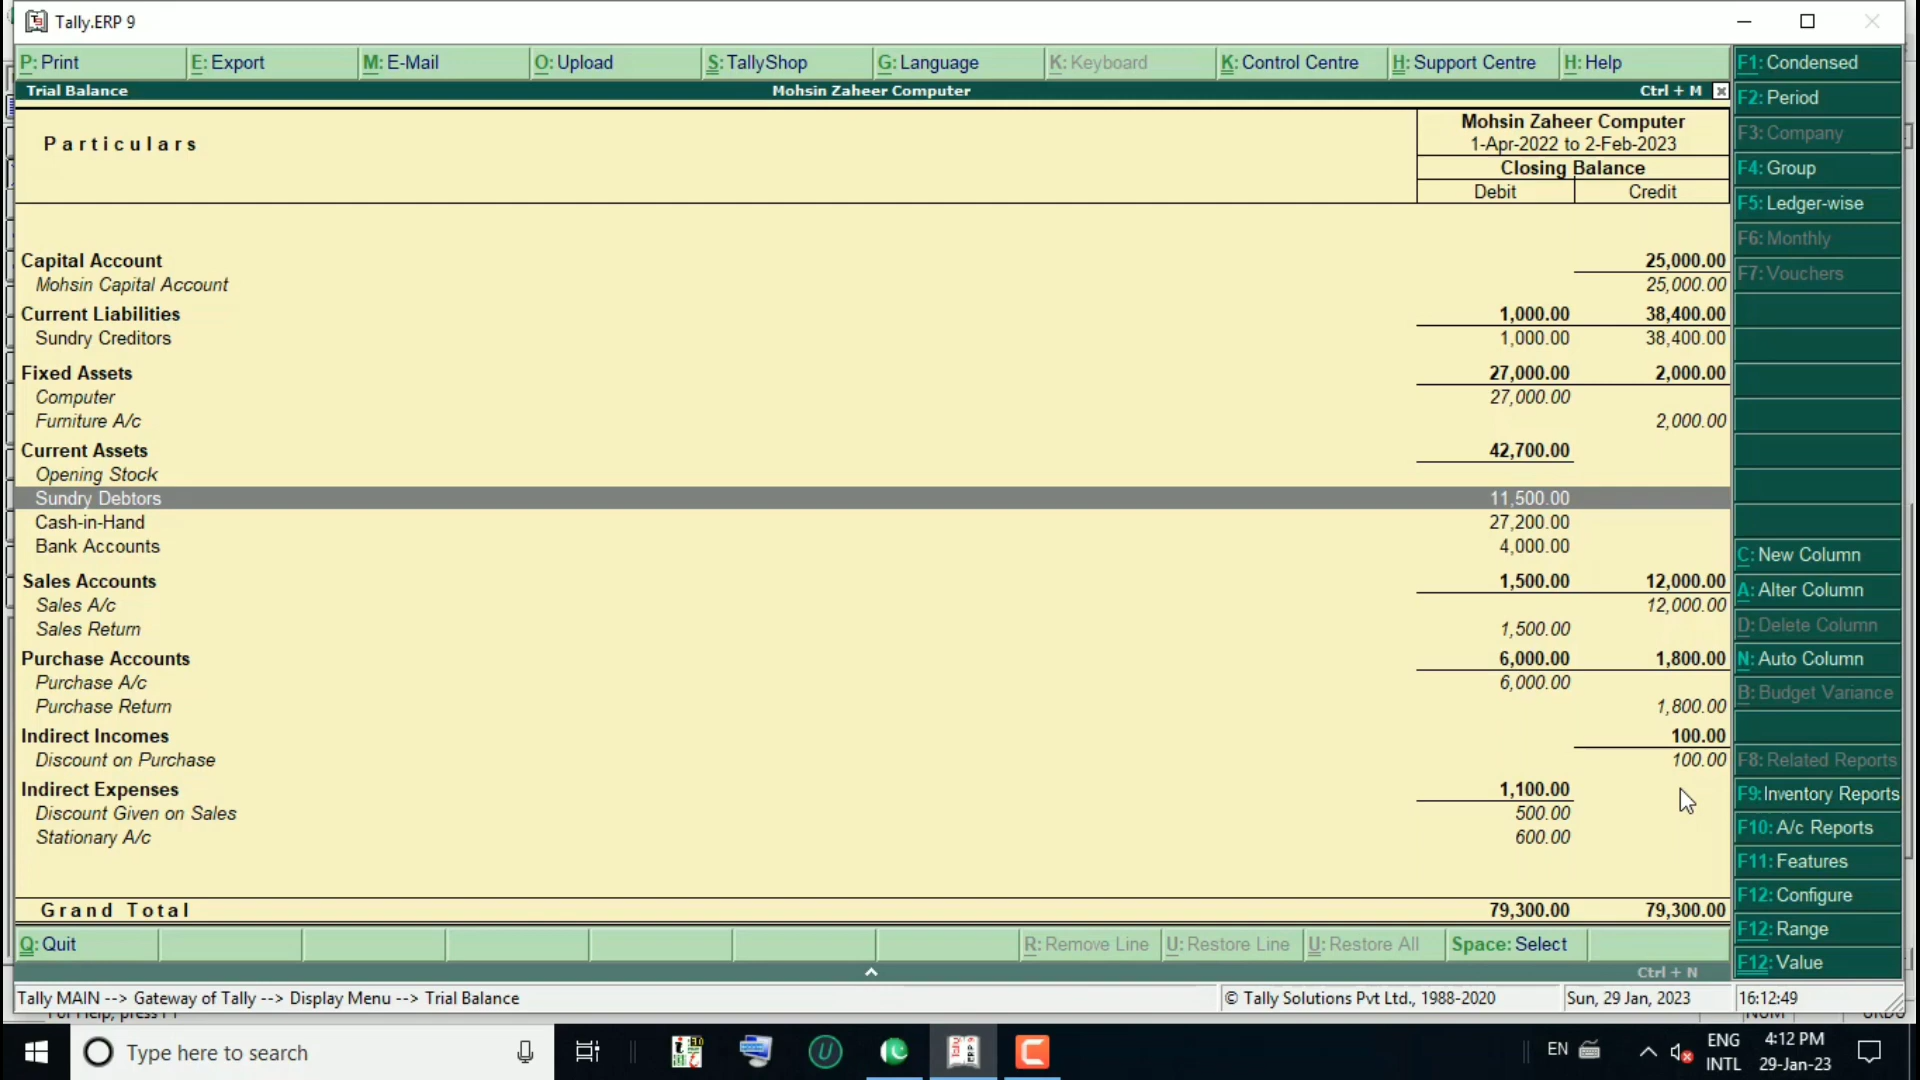 Tally.ERP 9
P: Print E: Export M: E-Mail O: Upload S: TallyShop G: Language K: Keyboard K: Control Centre H: Support Centre H: Help
Trial Balance Mohsin Zaheer Computer Ctrl + M
Particulars
Mohsin Zaheer Computer
1-Apr-2022 to 2-Feb-2023
Closing Balance
Debit Credit
Capital Account 25,000.00
Mohsin Capital Account 25,000.00
Current Liabilities 1,000.00 38,400.00
Sundry Creditors 1,000.00 38,400.00
Fixed Assets 27,000.00 2,000.00
Computer 27,000.00
Furniture A/c 2,000.00
Current Assets 42,700.00
Opening Stock
Sundry Debtors 11,500.00
Cash-in-Hand 27,200.00
Bank Accounts 4,000.00
Sales Accounts 1,500.00 12,000.00
Sales A/c 12,000.00
Sales Return 1,500.00
Purchase Accounts 6,000.00 1,800.00
Purchase A/c 6,000.00
Purchase Return 1,800.00
Indirect Incomes 100.00
Discount on Purchase 100.00
Indirect Expenses 1,100.00
Discount Given on Sales 500.00
Stationary A/c 600.00
Grand Total 79,300.00 79,300.00
F1: Condensed
F2: Period
F3: Company
F4: Group
F5: Ledger-wise
F6: Monthly
F7: Vouchers
C: New Column
A: Alter Column
D: Delete Column
N: Auto Column
B: Budget Variance
F8: Related Reports
F9: Inventory Reports
F10: A/c Reports
F11: Features
F12: Configure
F12: Range
F12: Value
Q: Quit R: Remove Line U: Restore Line U: Restore All Space: Select
Ctrl + N
Tally MAIN --> Gateway of Tally --> Display Menu --> Trial Balance © Tally Solutions Pvt Ltd., 1988-2020 Sun, 29 Jan, 2023 16:12:49
Type here to search
EN
ENG
INTL
4:12 PM
29-Jan-23